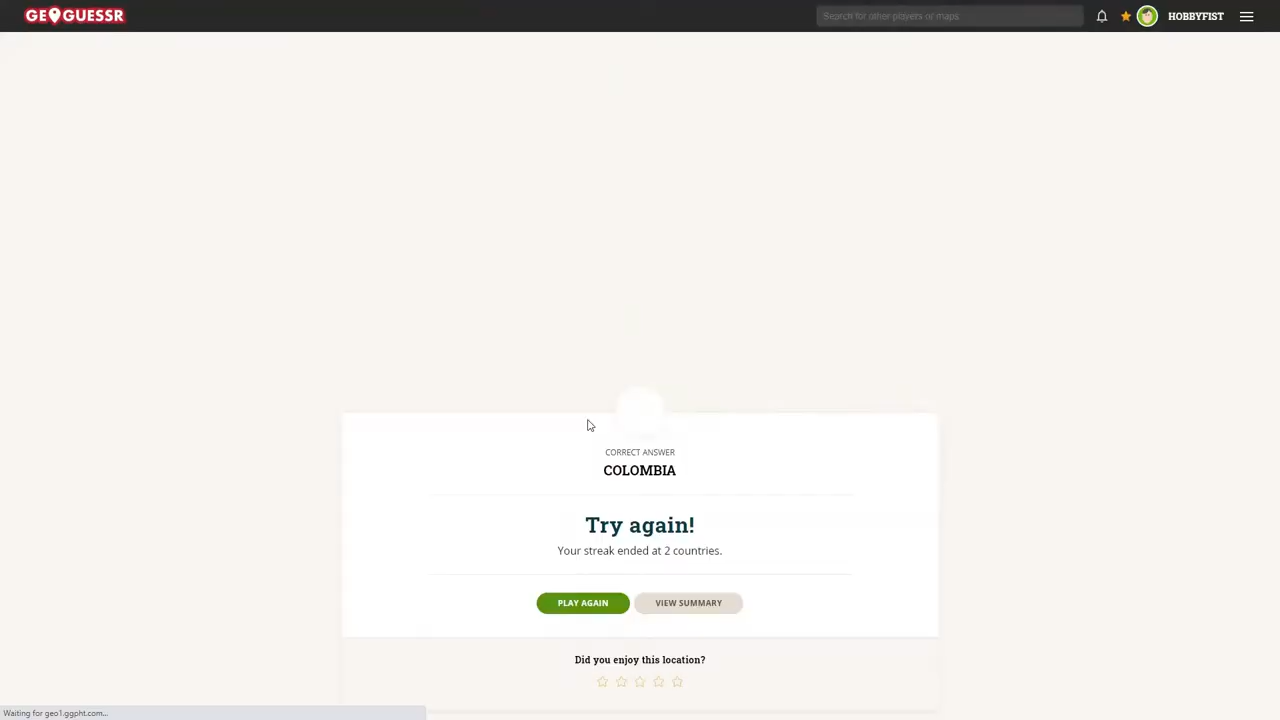 GEOGUESSR
Search for other players or maps
HOBBYFIST
CORRECT ANSWER
COLOMBIA
Try again!
Your streak ended at 2 countries.
PLAY AGAIN
VIEW SUMMARY
Did you enjoy this location?
Waiting for geo1.ggpht.com...